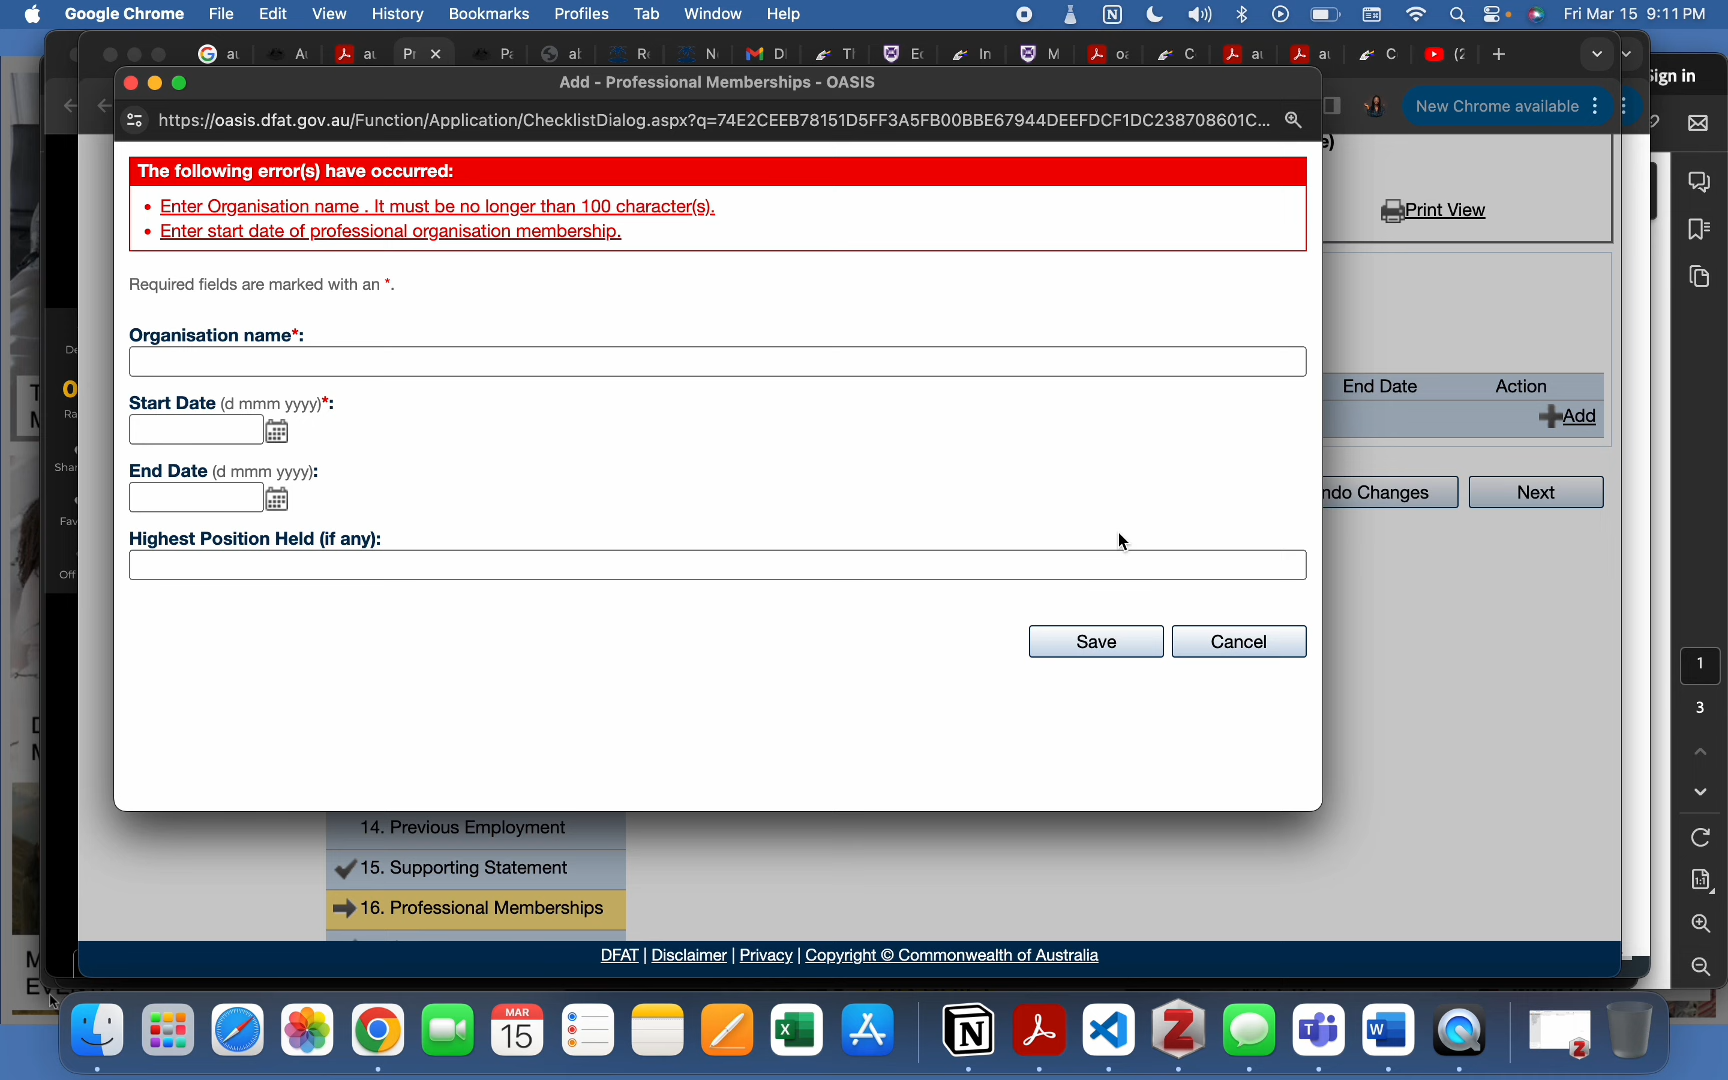 Google Chrome File Edit View History Bookmarks Profiles Tab Window Help Fri Mar 15 9:11 PM
Sign in
Add - Professional Memberships - OASIS
https://oasis.dfat.gov.au/Function/Application/ChecklistDialog.aspx?q=74E2CEEB78151D5FF3A5FB00BBE67944DEEFDCF1DC238708601C...
New Chrome available
The following error(s) have occurred:
• Enter Organisation name . It must be no longer than 100 character(s).
• Enter start date of professional organisation membership.
Print View
Required fields are marked with an *.
Organisation name*:
Start Date (d mmm yyyy)*:
End Date (d mmm yyyy):
Highest Position Held (if any):
Save Cancel
End Date Action
Add
ndo Changes Next
14. Previous Employment
15. Supporting Statement
16. Professional Memberships
DFAT | Disclaimer | Privacy | Copyright © Commonwealth of Australia
1
3
MAR
15